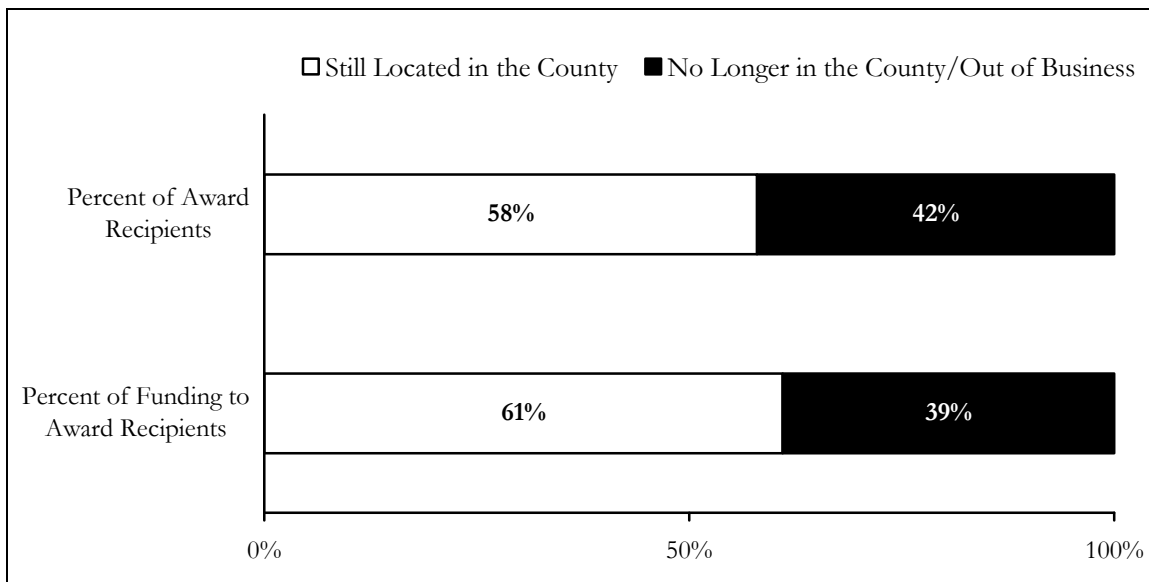 Still Located in the County No Longer in the County/Out of Business
Percent of Award
Recipients
58% 42%
Percent of Funding to
Award Recipients
61% 39%
0% 50% 100%